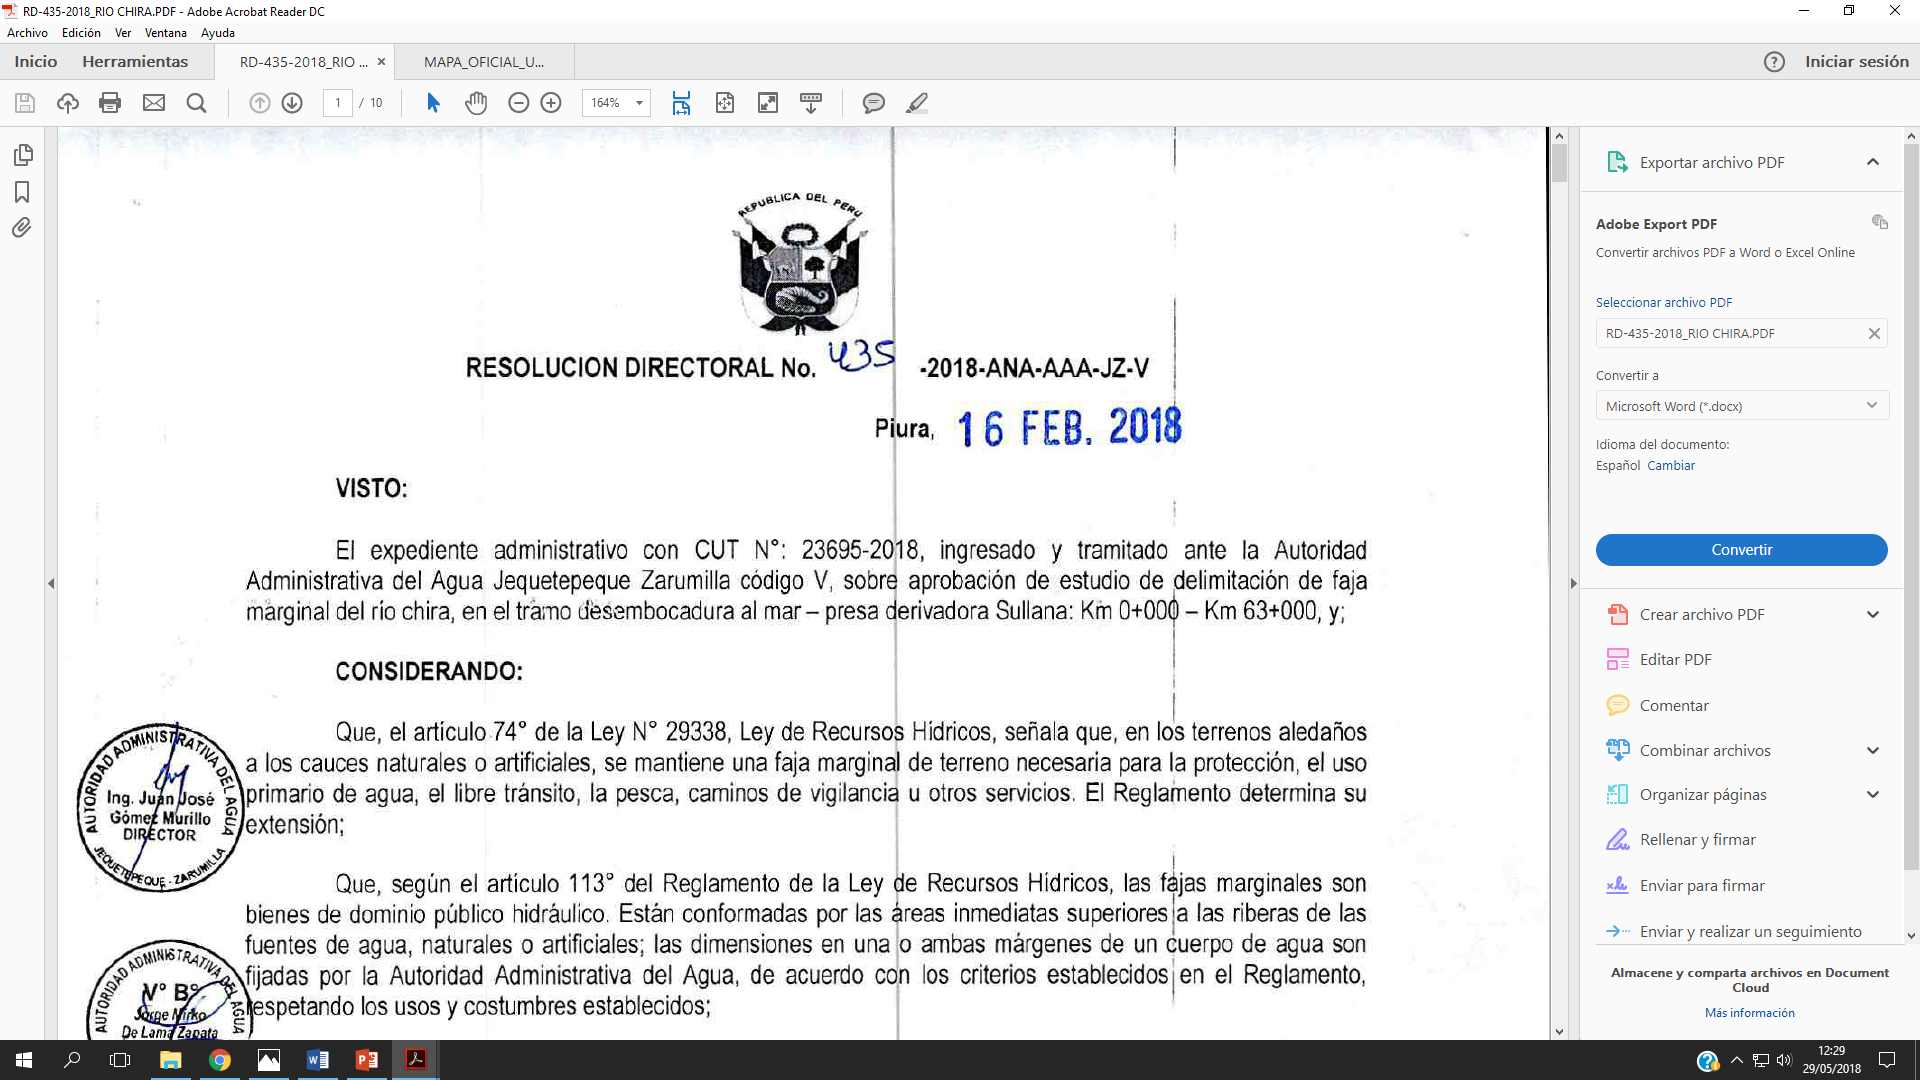 RD-435-2018_RIO CHIRA.PDF - Adobe Acrobat Reader DC
Archivo Edición Ver Ventana Ayuda
Inicio Herramientas RD-435-2018_RIO ... × MAPA_OFICIAL_U... Iniciar sesión
1 / 10 164%
REPUBLICA DEL PERU
RESOLUCION DIRECTORAL No. 435 -2018-ANA-AAA-JZ-V
Piura, 16 FEB. 2018
VISTO:
El expediente administrativo con CUT N°: 23695-2018, ingresado y tramitado ante la Autoridad
Administrativa del Agua Jequetepeque Zarumilla código V, sobre aprobación de estudio de delimitación de faja
marginal del río chira, en el tramo desembocadura al mar – presa derivadora Sullana: Km 0+000 – Km 63+000, y;
CONSIDERANDO:
Que, el artículo 74° de la Ley N° 29338, Ley de Recursos Hídricos, señala que, en los terrenos aledaños
a los cauces naturales o artificiales, se mantiene una faja marginal de terreno necesaria para la protección, el uso
primario de agua, el libre tránsito, la pesca, caminos de vigilancia u otros servicios. El Reglamento determina su
extensión;
Que, según el artículo 113° del Reglamento de la Ley de Recursos Hídricos, las fajas marginales son
bienes de dominio público hidráulico. Están conformadas por las áreas inmediatas superiores a las riberas de las
fuentes de agua, naturales o artificiales; las dimensiones en una o ambas márgenes de un cuerpo de agua son
fijadas por la Autoridad Administrativa del Agua, de acuerdo con los criterios establecidos en el Reglamento,
respetando los usos y costumbres establecidos;
AUTORIDAD ADMINISTRATIVA DEL AGUA
Ing. Juan José
Gómez Murillo
DIRECTOR
JEQUETEPEQUE - ZARUMILLA
AUTORIDAD ADMINISTRATIVA DEL AGUA
V° B°
Jorge Mirko
De Lama Zapata
Exportar archivo PDF
Adobe Export PDF
Convertir archivos PDF a Word o Excel Online
Seleccionar archivo PDF
RD-435-2018_RIO CHIRA.PDF
Convertir a
Microsoft Word (*.docx)
Idioma del documento:
Español Cambiar
Convertir
Crear archivo PDF
Editar PDF
Comentar
Combinar archivos
Organizar páginas
Rellenar y firmar
Enviar para firmar
Enviar y realizar un seguimiento
Almacene y comparta archivos en Document
Cloud
Más información
12:29
29/05/2018